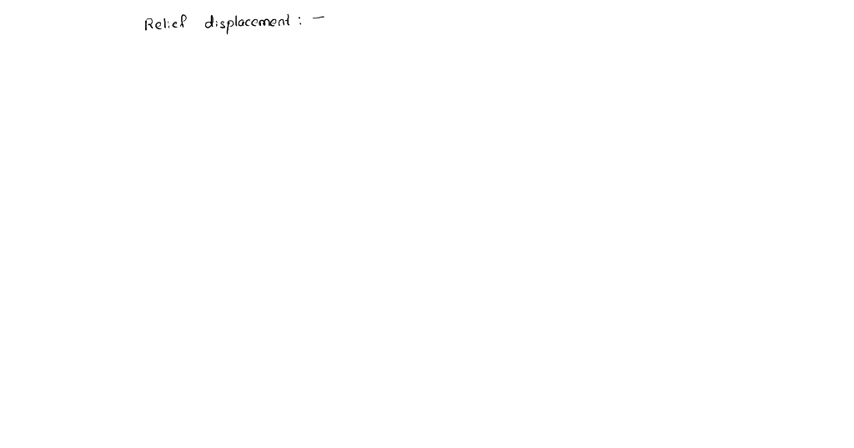 Relief displacement : -